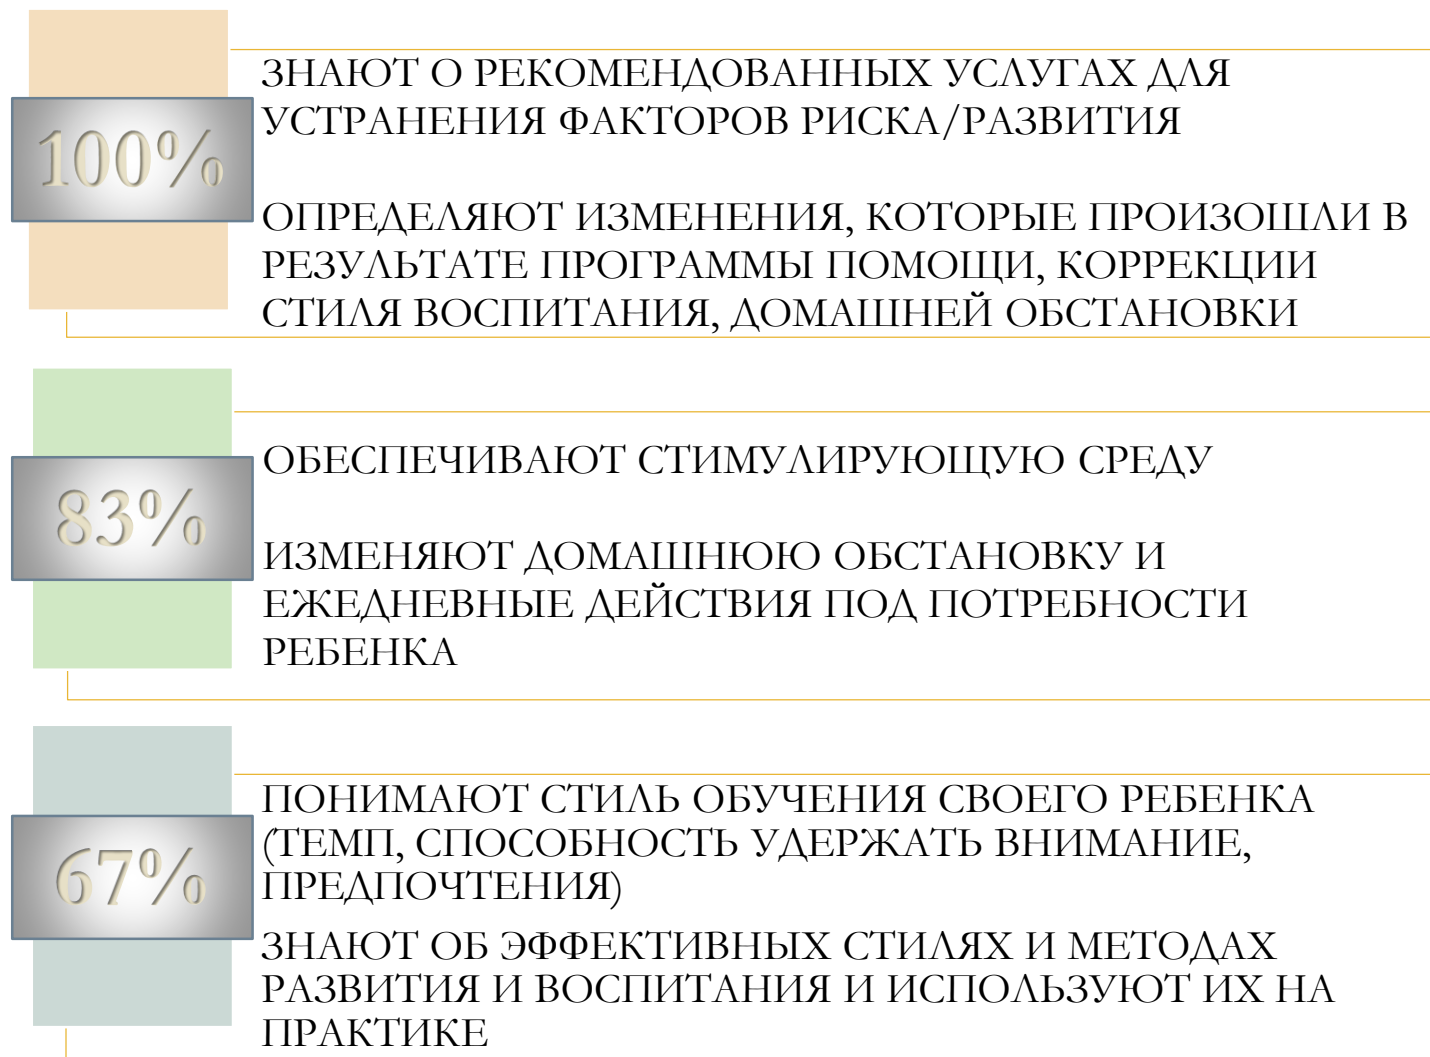 100%
ЗНАЮТ О РЕКОМЕНДОВАННЫХ УСЛУГАХ ДЛЯ
УСТРАНЕНИЯ ФАКТОРОВ РИСКА/РАЗВИТИЯ
ОПРЕДЕЛЯЮТ ИЗМЕНЕНИЯ, КОТОРЫЕ ПРОИЗОШЛИ В
РЕЗУЛЬТАТЕ ПРОГРАММЫ ПОМОЩИ, КОРРЕКЦИИ
СТИЛЯ ВОСПИТАНИЯ, ДОМАШНЕЙ ОБСТАНОВКИ
83%
ОБЕСПЕЧИВАЮТ СТИМУЛИРУЮЩУЮ СРЕДУ
ИЗМЕНЯЮТ ДОМАШНЮЮ ОБСТАНОВКУ И
ЕЖЕДНЕВНЫЕ ДЕЙСТВИЯ ПОД ПОТРЕБНОСТИ
РЕБЕНКА
67%
ПОНИМАЮТ СТИЛЬ ОБУЧЕНИЯ СВОЕГО РЕБЕНКА
(ТЕМП, СПОСОБНОСТЬ УДЕРЖАТЬ ВНИМАНИЕ,
ПРЕДПОЧТЕНИЯ)
ЗНАЮТ ОБ ЭФФЕКТИВНЫХ СТИЛЯХ И МЕТОДАХ
РАЗВИТИЯ И ВОСПИТАНИЯ И ИСПОЛЬЗУЮТ ИХ НА
ПРАКТИКЕ